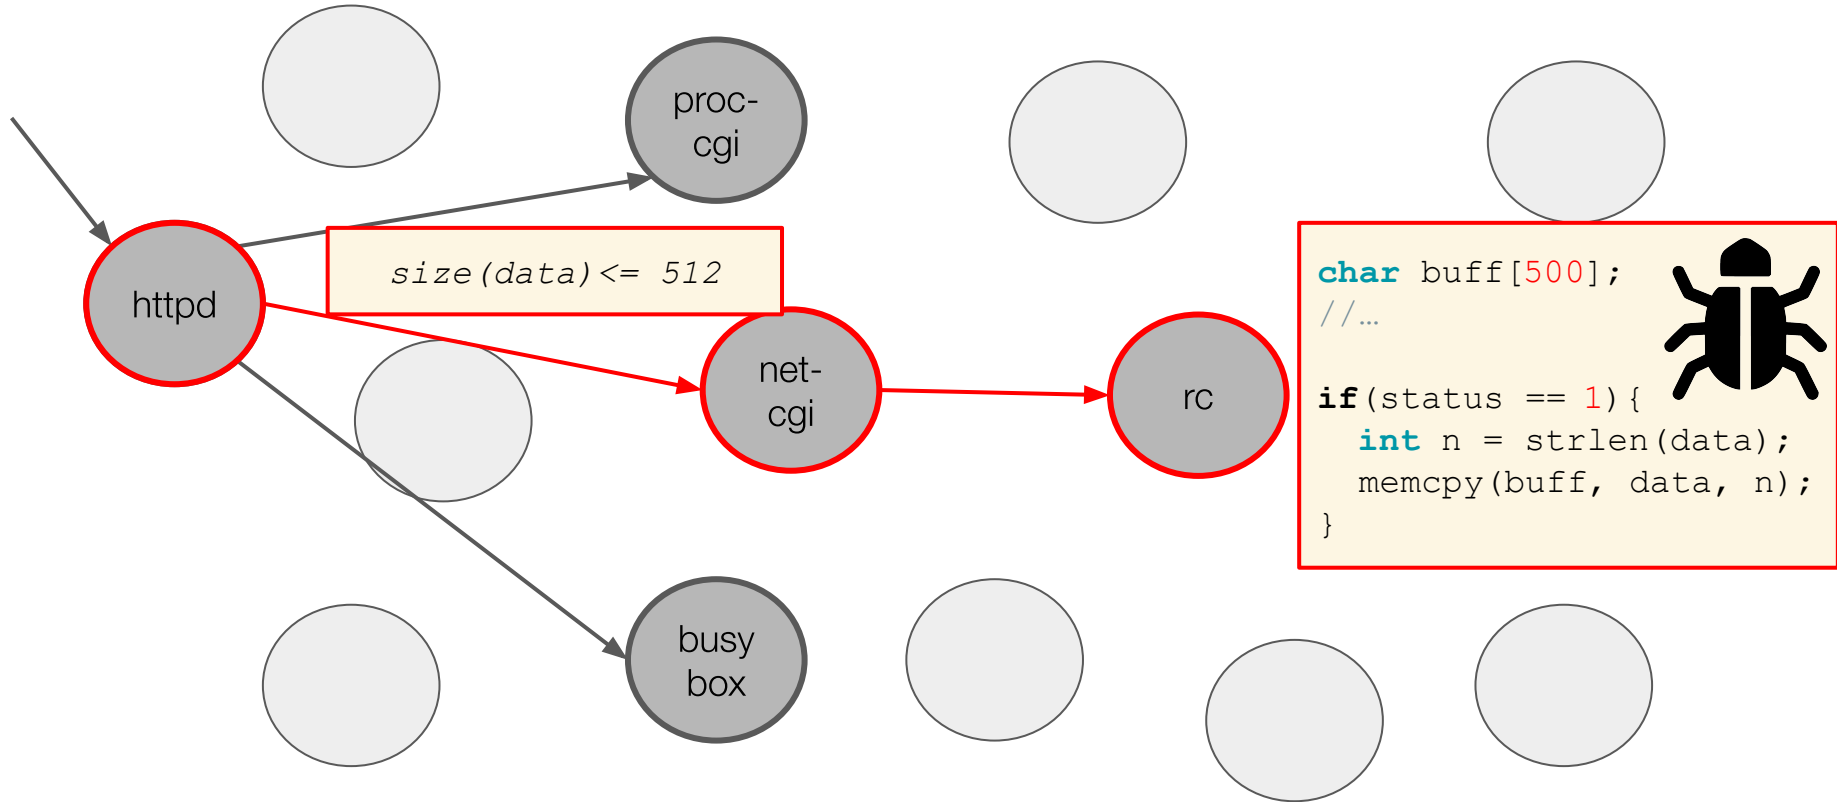 proc-
cgi
httpd
size(data)<= 512
net-
cgi
rc
char buff[500];
//…
if(status == 1){
int n = strlen(data);
memcpy(buff, data, n);
}
busy
box